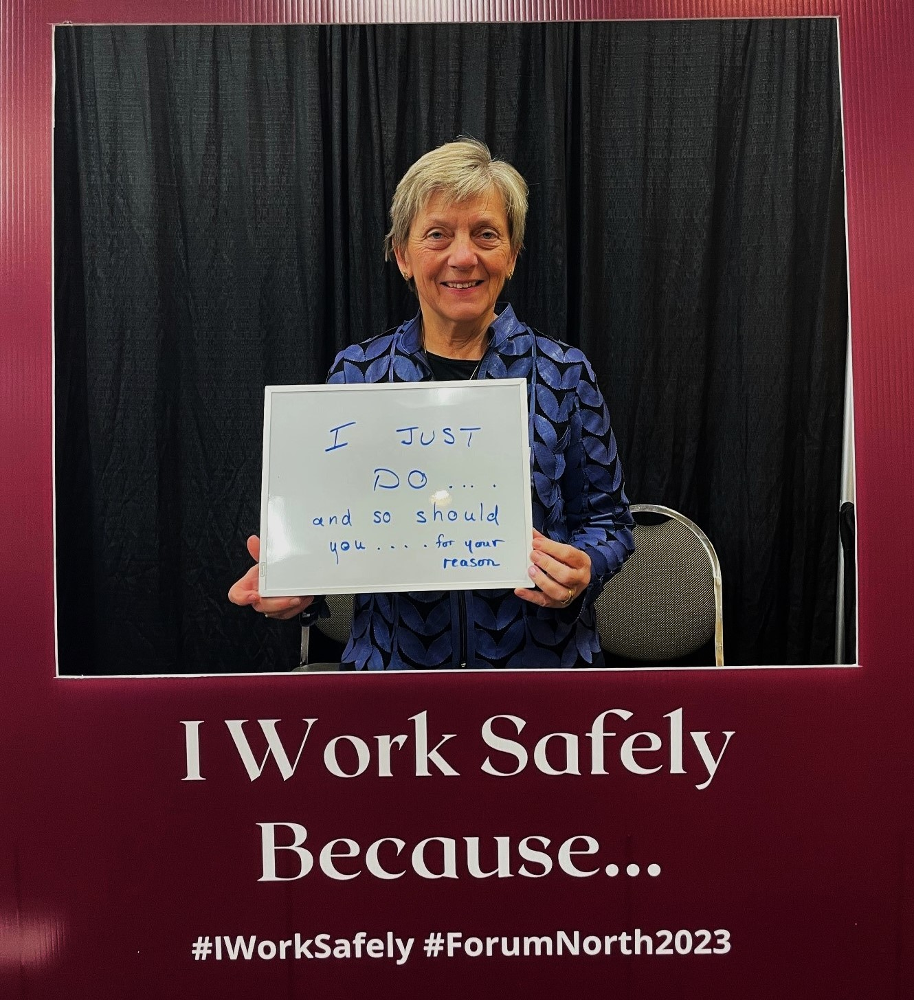 I JUST
DO ... .
and so should
you . . . . for your
reason
I Work Safely
Because...
#IWorkSafely #ForumNorth2023